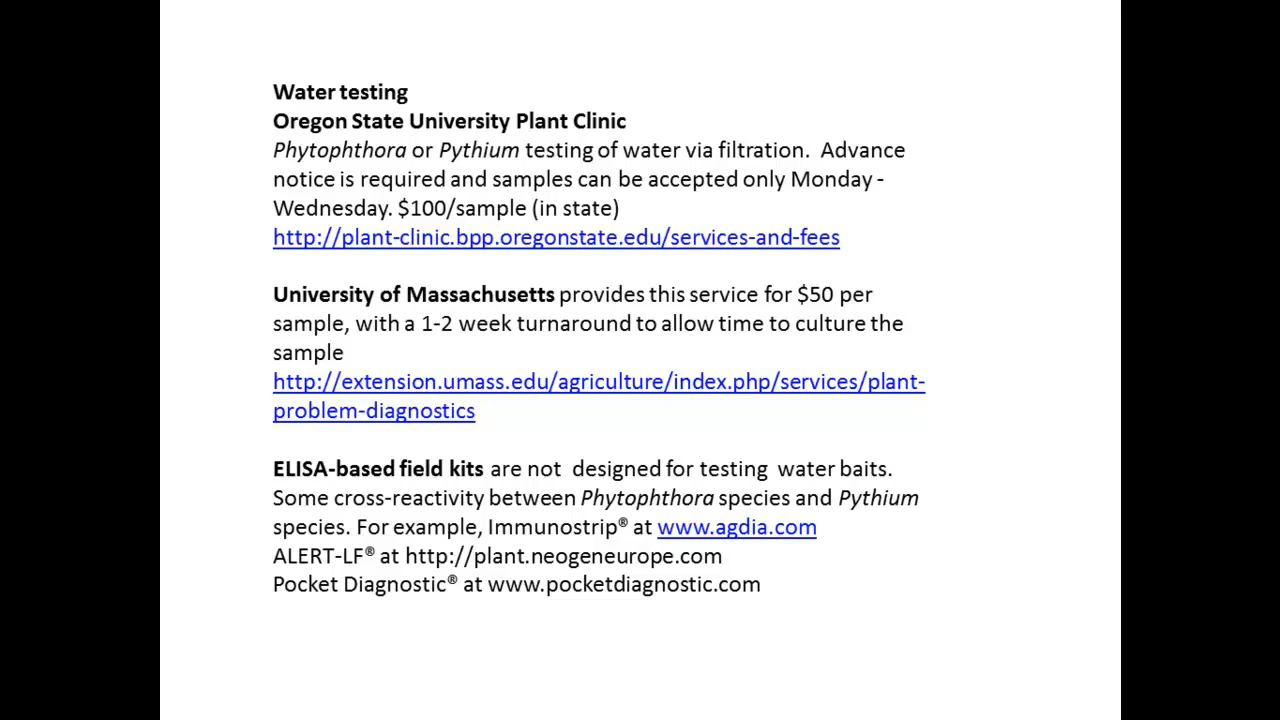 Water testing
Oregon State University Plant Clinic
Phytophthora or Pythium testing of water via filtration.  Advance
notice is required and samples can be accepted only Monday -
Wednesday. $100/sample (in state)
http://plant-clinic.bpp.oregonstate.edu/services-and-fees
University of Massachusetts provides this service for $50 per
sample, with a 1-2 week turnaround to allow time to culture the
sample
http://extension.umass.edu/agriculture/index.php/services/plant-
problem-diagnostics
ELISA-based field kits are not  designed for testing  water baits.
Some cross-reactivity between Phytophthora species and Pythium
species. For example, Immunostrip® at www.agdia.com
ALERT-LF® at http://plant.neogeneurope.com
Pocket Diagnostic® at www.pocketdiagnostic.com